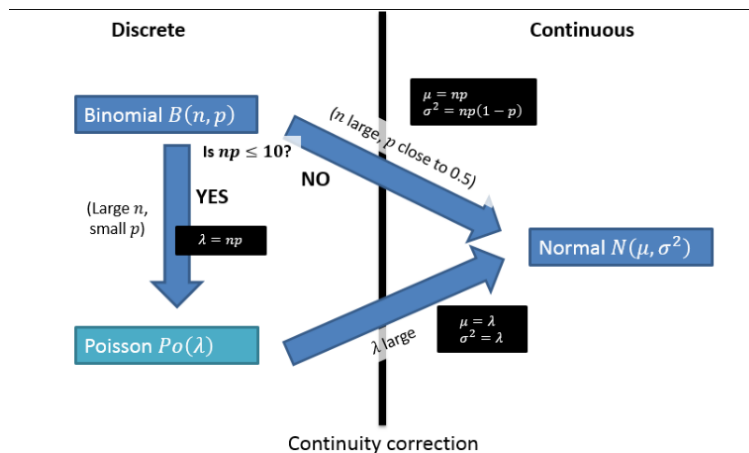 Discrete
Continuous
Binomial B(n, p)
μ = np
σ² = np(1 − p)
Is np ≤ 10?
(n large, p close to 0.5)
NO
YES
(Large n,
small p)
λ = np
Normal N(μ, σ²)
Poisson Po(λ)
λ large
μ = λ
σ² = λ
Continuity correction